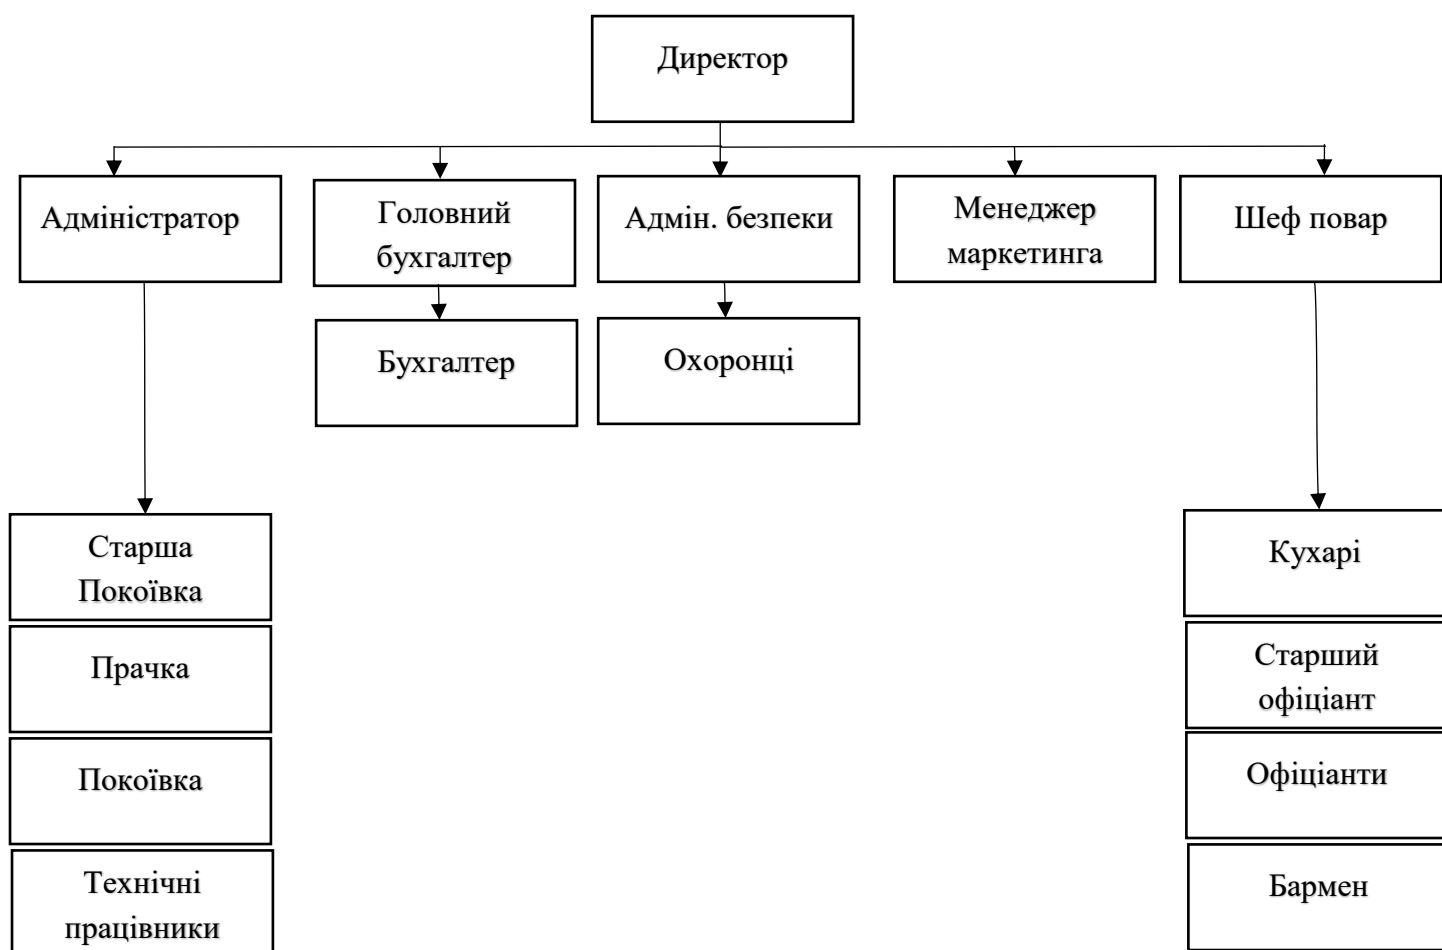 Директор
Адміністратор
Головний
бухгалтер
Адмін. безпеки
Менеджер
маркетинга
Шеф повар
Бухгалтер
Охоронці
Старша
Покоївка
Прачка
Покоївка
Технічні
працівники
Кухарі
Старший
офіціант
Офіціанти
Бармен